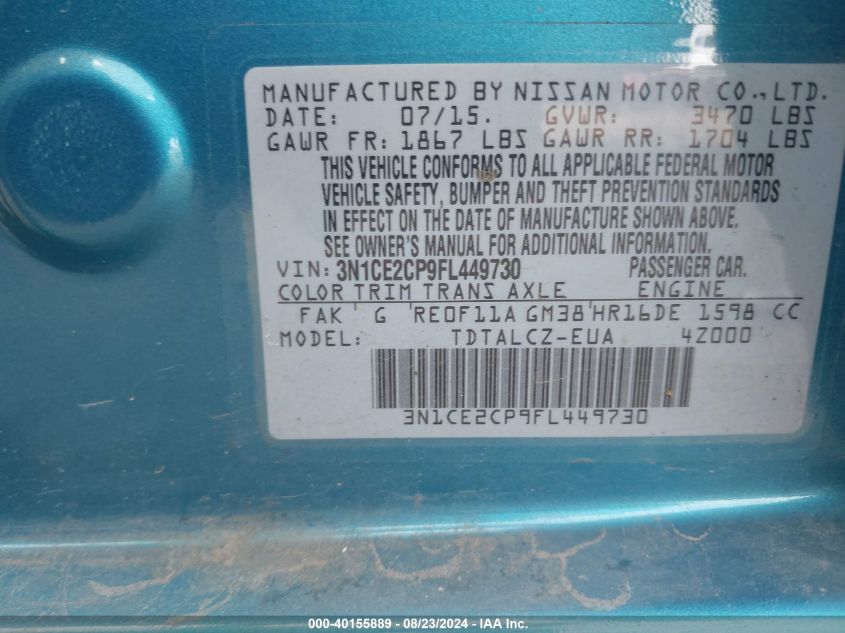 MANUFACTURED BY NISSAN MOTOR CO.,LTD.
DATE: 07/15. GVWR: 3470 LBS
GAWR FR: 1867 LBS GAWR RR: 1704 LBS
THIS VEHICLE CONFORMS TO ALL APPLICABLE FEDERAL MOTOR
VEHICLE SAFETY, BUMPER AND THEFT PREVENTION STANDARDS
IN EFFECT ON THE DATE OF MANUFACTURE SHOWN ABOVE.
SEE OWNER'S MANUAL FOR ADDITIONAL INFORMATION.
VIN: 3N1CE2CP9FL449730 PASSENGER CAR.
COLOR TRIM TRANS AXLE ENGINE
FAK G RE0F11A GM38 HR16DE 1598 CC
MODEL: TDTALCZ-EUA 4Z000
3N1CE2CP9FL449730
000-40155889 - 08/23/2024 - IAA Inc.